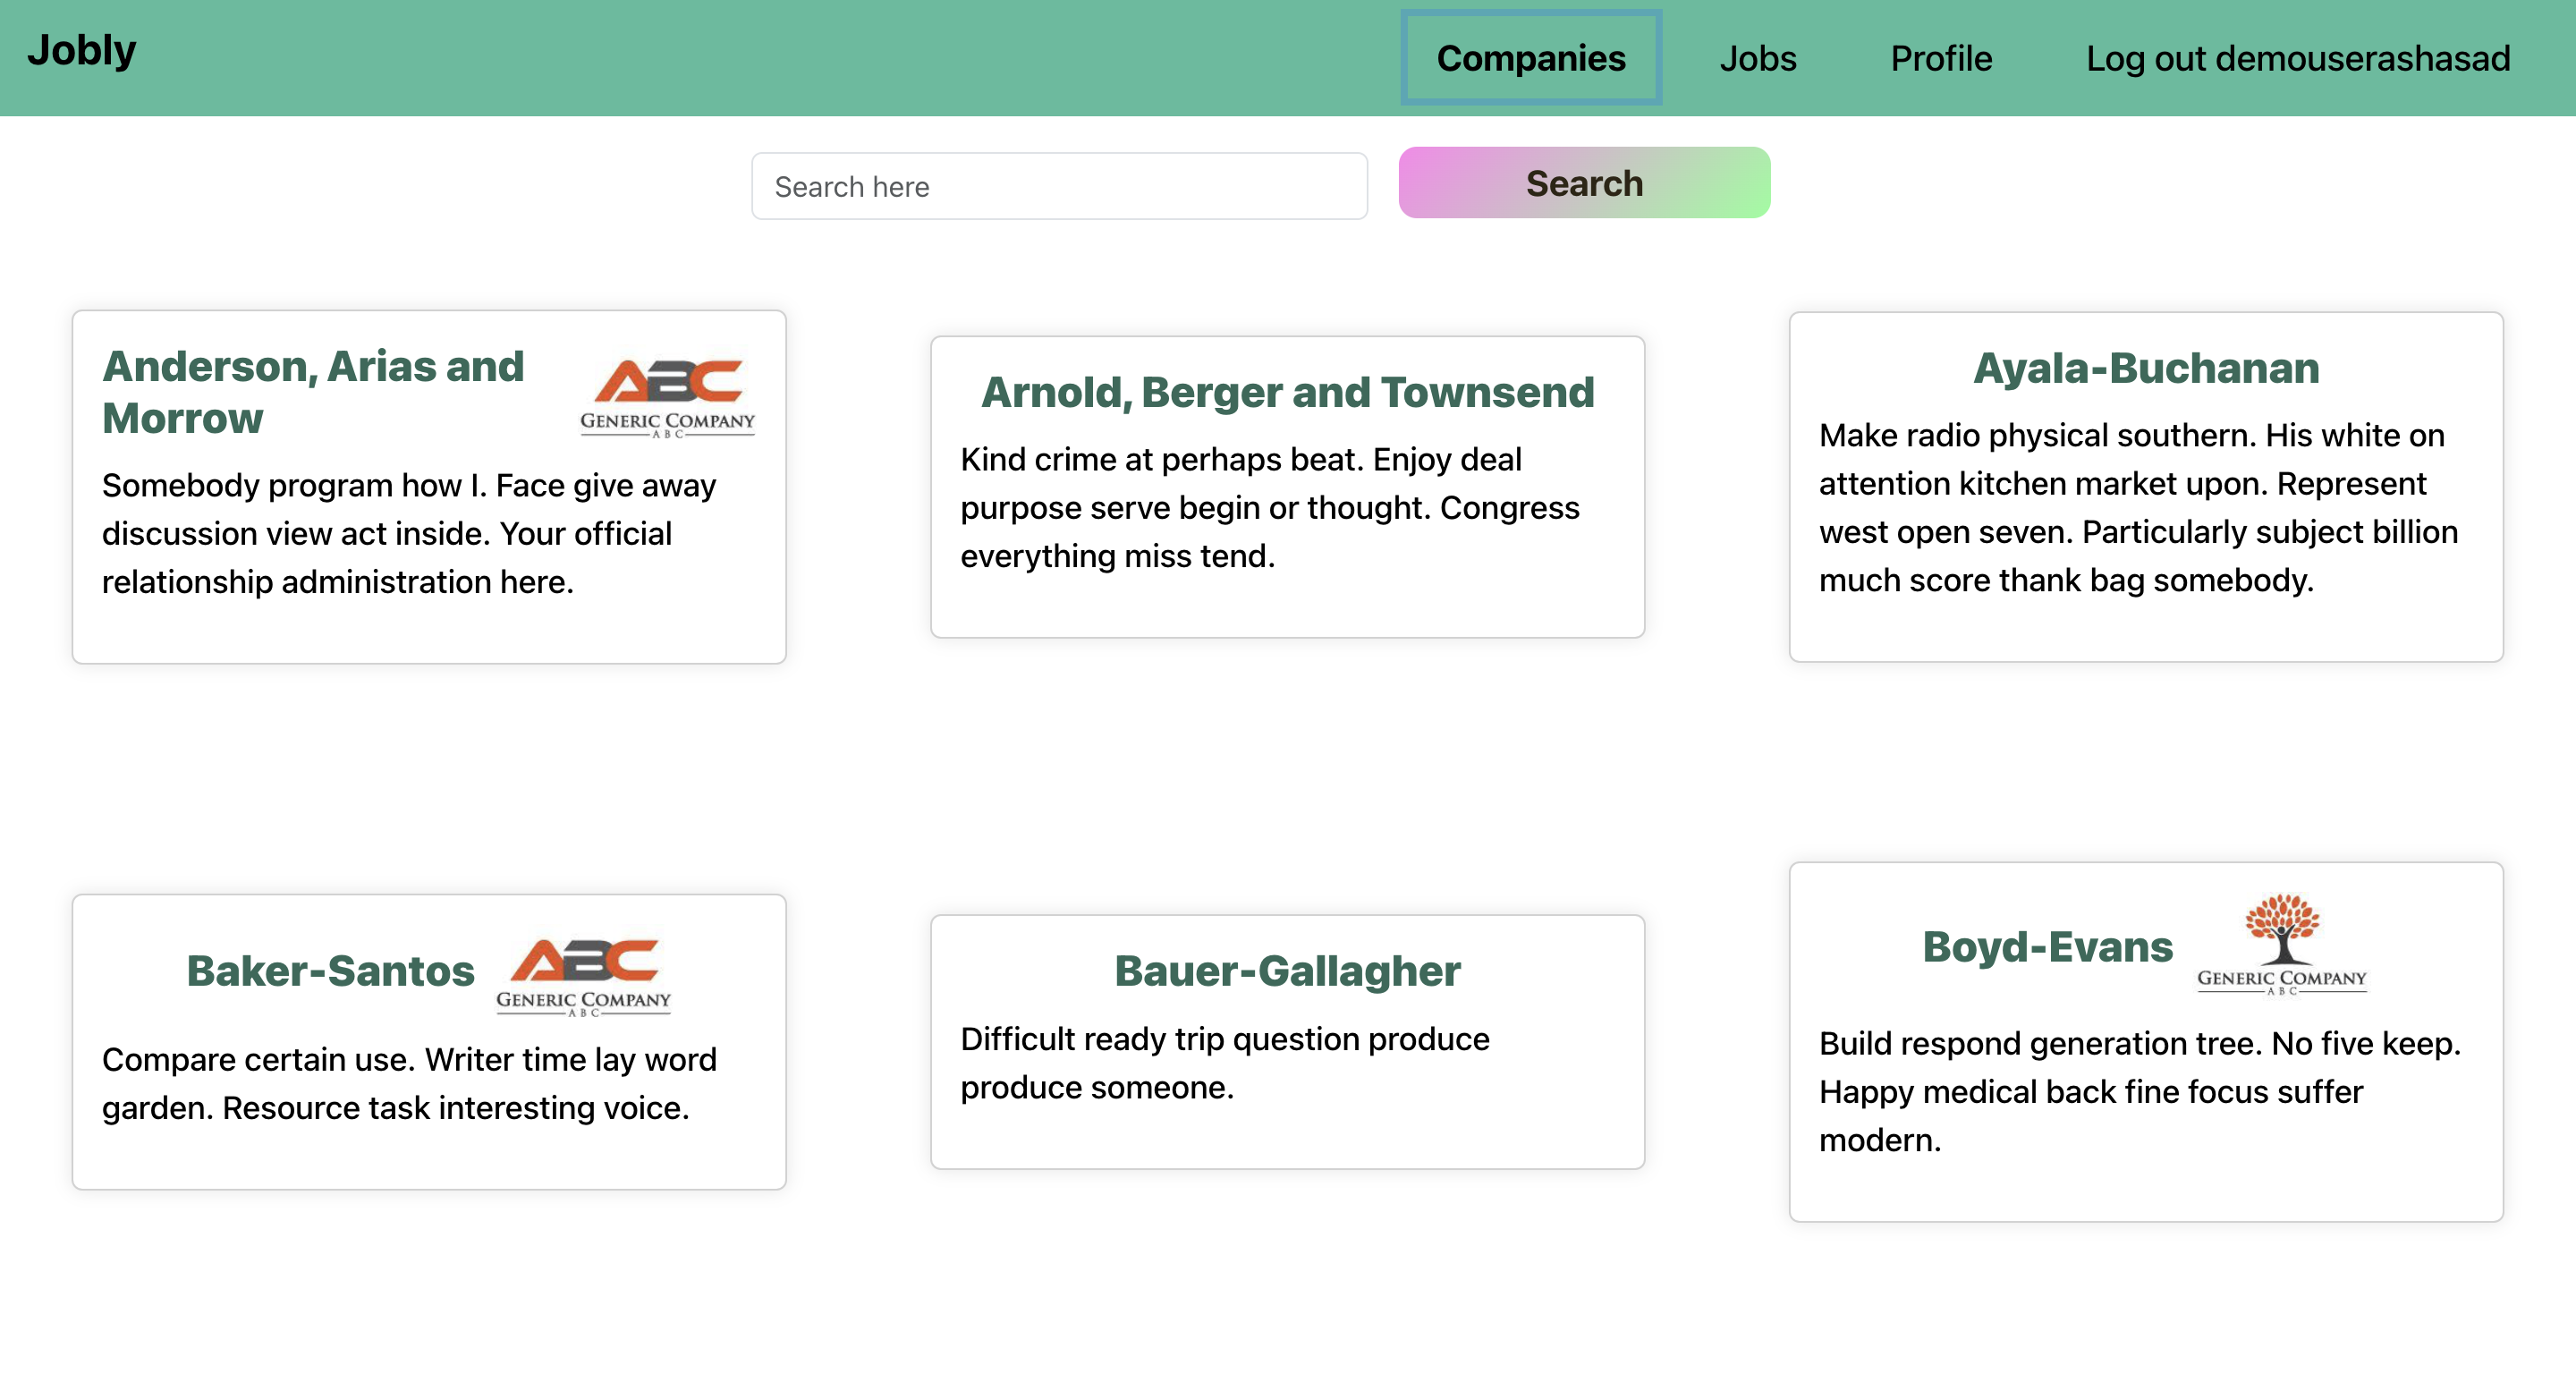 Jobly
Companies
Jobs
Profile
Log out demouserashasad
Search here
Search
Anderson, Arias and
Morrow
ABC
GENERIC COMPANY
ABC
Somebody program how I. Face give away
discussion view act inside. Your official
relationship administration here.
Arnold, Berger and Townsend
Kind crime at perhaps beat. Enjoy deal
purpose serve begin or thought. Congress
everything miss tend.
Ayala-Buchanan
Make radio physical southern. His white on
attention kitchen market upon. Represent
west open seven. Particularly subject billion
much score thank bag somebody.
Baker-Santos
ABC
GENERIC COMPANY
ABC
Compare certain use. Writer time lay word
garden. Resource task interesting voice.
Bauer-Gallagher
Difficult ready trip question produce
produce someone.
Boyd-Evans
GENERIC COMPANY
ABC
Build respond generation tree. No five keep.
Happy medical back fine focus suffer
modern.